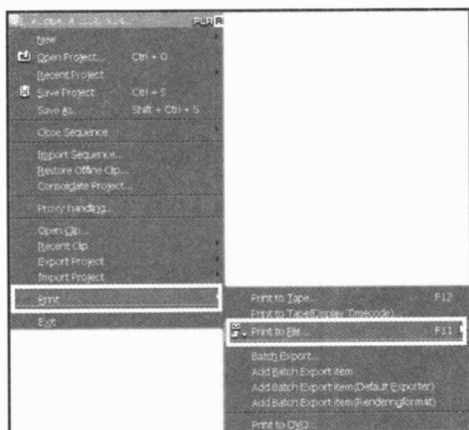 PLR R
New
Open Project... Ctrl + O
Recent Project
Save Project Ctrl + S
Save As... Shift + Ctrl + S
Close Sequence
Import Sequence...
Restore Offline Clip...
Consolidate Project...
Proxy handling...
Open Clip...
Recent Clip
Export Project
Import Project
Print
Exit
Print to Tape... F12
Print to Tape(Display Timecode)...
Print to File... F11
Batch Export...
Add Batch Export item
Add Batch Export item(Default Exporter)
Add Batch Export item(Renderingformat)
Print to DVD...